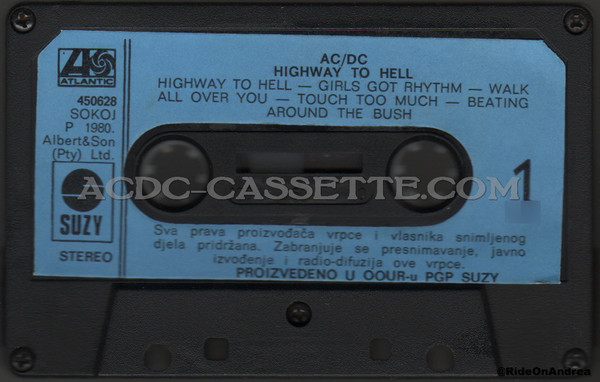 ATLANTIC
450628
SOKOJ
P 1980.
Albert&Son
(Pty) Ltd.
SUZY
STEREO
AC/DC
HIGHWAY TO HELL
HIGHWAY TO HELL — GIRLS GOT RHYTHM — WALK
ALL OVER YOU — TOUCH TOO MUCH — BEATING
AROUND THE BUSH
ACDC-CASSETTE.COM
1
Sva prava proizvođača vrpce i vlasnika snimljenog
djela pridržana. Zabranjuje se presnimavanje, javno
izvođenje i radio-difuzija ove vrpce.
PROIZVEDENO U OOUR-u PGP SUZY
@RideOnAndrea